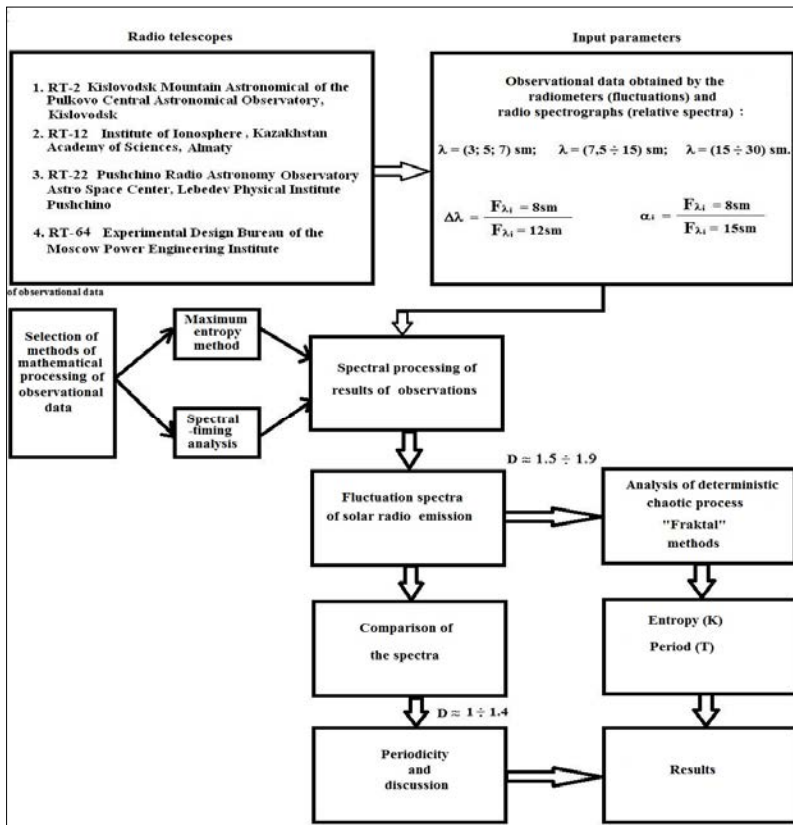 Radio telescopes
Input parameters
1. RT-2 Kislovodsk Mountain Astronomical of the
Pulkovo Central Astronomical Observatory,
Kislovodsk
2. RT-12 Institute of Ionosphere, Kazakhstan
Academy of Sciences, Almaty
3. RT-22 Pushchino Radio Astronomy Observatory
Astro Space Center, Lebedev Physical Institute
Pushchino
4. RT-64 Experimental Design Bureau of the
Moscow Power Engineering Institute
Observational data obtained by the
radiometers (fluctuations) and
radio spectrographs (relative spectra) :
λ = (3; 5; 7) sm; λ = (7,5 ÷ 15) sm; λ = (15 ÷ 30) sm.
Δλ = Fλi = 8sm / Fλi = 12sm
αi = Fλi = 8sm / Fλi = 15sm
of observational data
Selection of
methods of
mathematical
processing of
observational
data
Maximum
entropy
method
Spectral
-timing
analysis
Spectral processing of
results of observations
D ≈ 1.5 ÷ 1.9
Fluctuation spectra
of solar radio emission
Analysis of deterministic
chaotic process
"Fraktal"
methods
Comparison of
the spectra
Entropy (K)
Period (T)
D ≈ 1 ÷ 1.4
Periodicity
and
discussion
Results